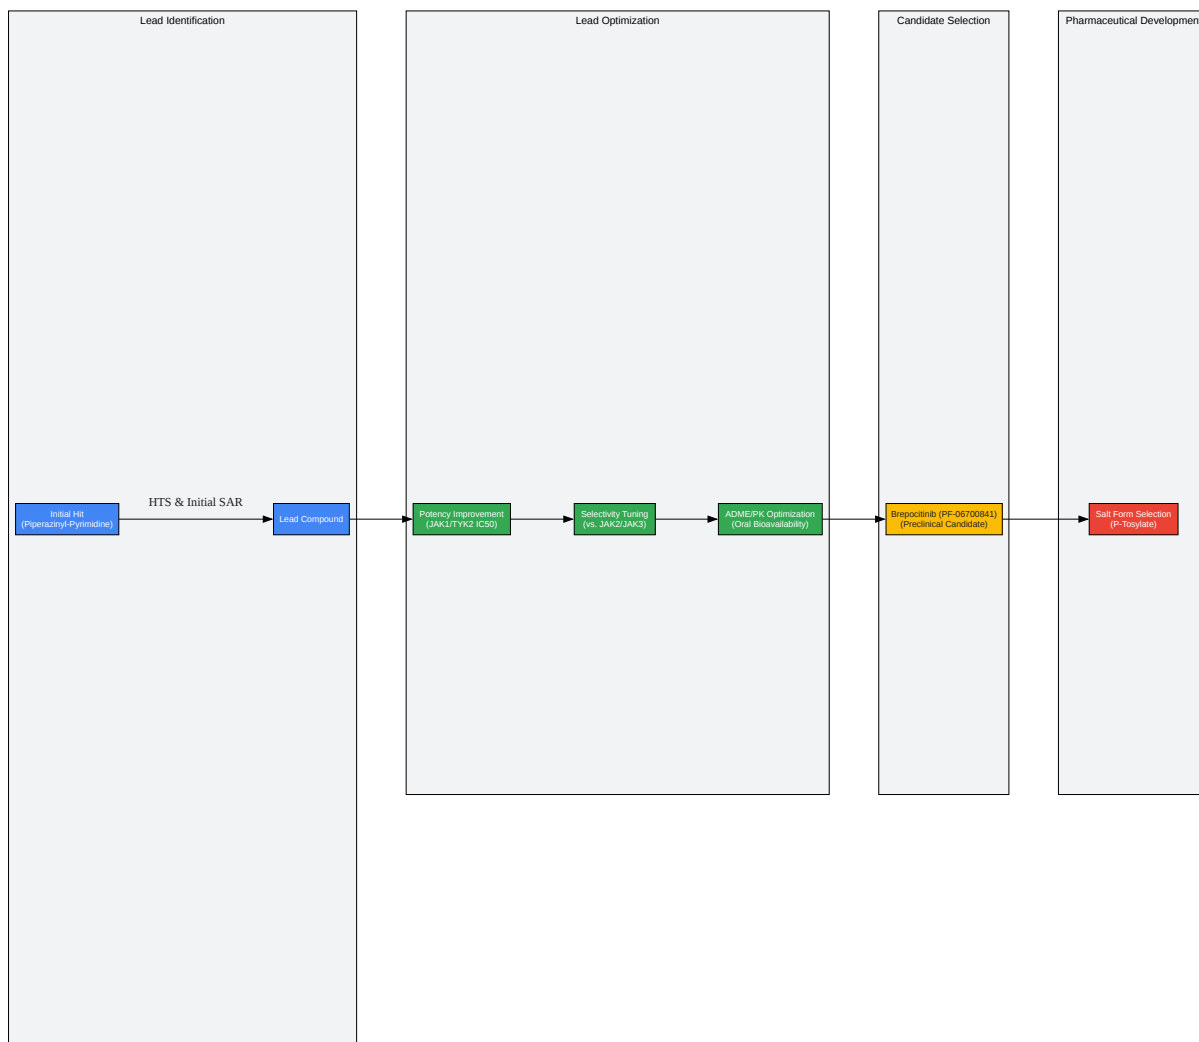 Lead Identification
Lead Optimization
Candidate Selection
Pharmaceutical Development
HTS & Initial SAR
Initial Hit
(Piperazinyl-Pyrimidine)
Lead Compound
Potency Improvement
(JAK1/TYK2 IC50)
Selectivity Tuning
(vs. JAK2/JAK3)
ADME/PK Optimization
(Oral Bioavailability)
Brepocitinib (PF-06700841)
(Preclinical Candidate)
Salt Form Selection
(P-Tosylate)